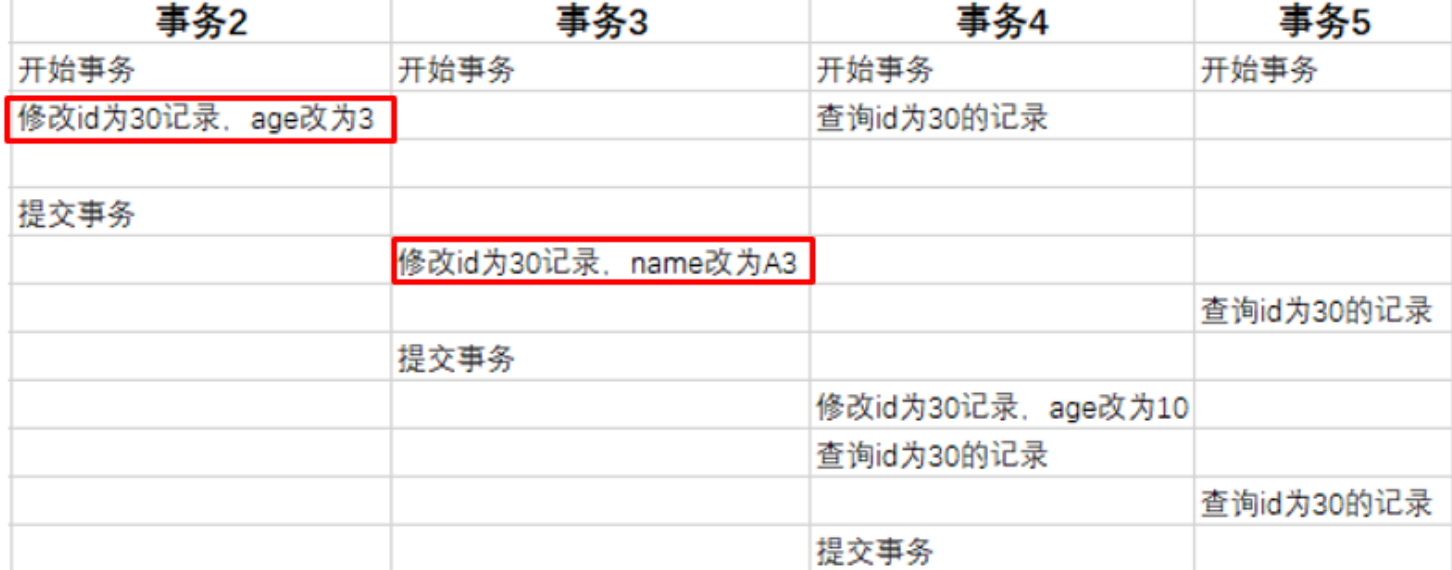 事务2 事务3 事务4 事务5
开始事务 开始事务 开始事务 开始事务
修改id为30记录，age改为3 查询id为30的记录
提交事务
修改id为30记录，name改为A3
查询id为30的记录
提交事务
修改id为30记录，age改为10
查询id为30的记录
查询id为30的记录
提交事务